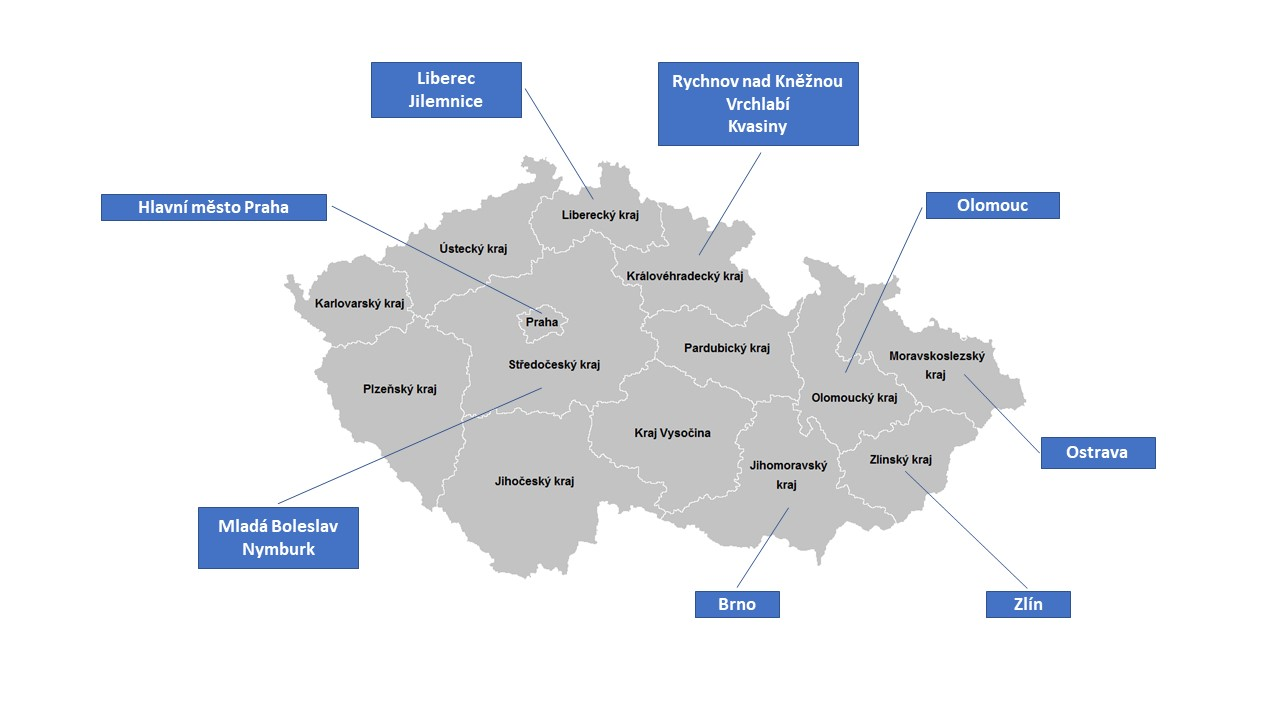 Liberec
Jilemnice
Rychnov nad Kněžnou
Vrchlabí
Kvasiny
Hlavní město Praha
Olomouc
Liberecký kraj
Ústecký kraj
Královéhradecký kraj
Karlovarský kraj
Praha
Pardubický kraj
Moravskoslezský
kraj
Středočeský kraj
Plzeňský kraj
Olomoucký kraj
Kraj Vysočina
Ostrava
Zlínský kraj
Jihomoravský
kraj
Jihočeský kraj
Mladá Boleslav
Nymburk
Brno
Zlín